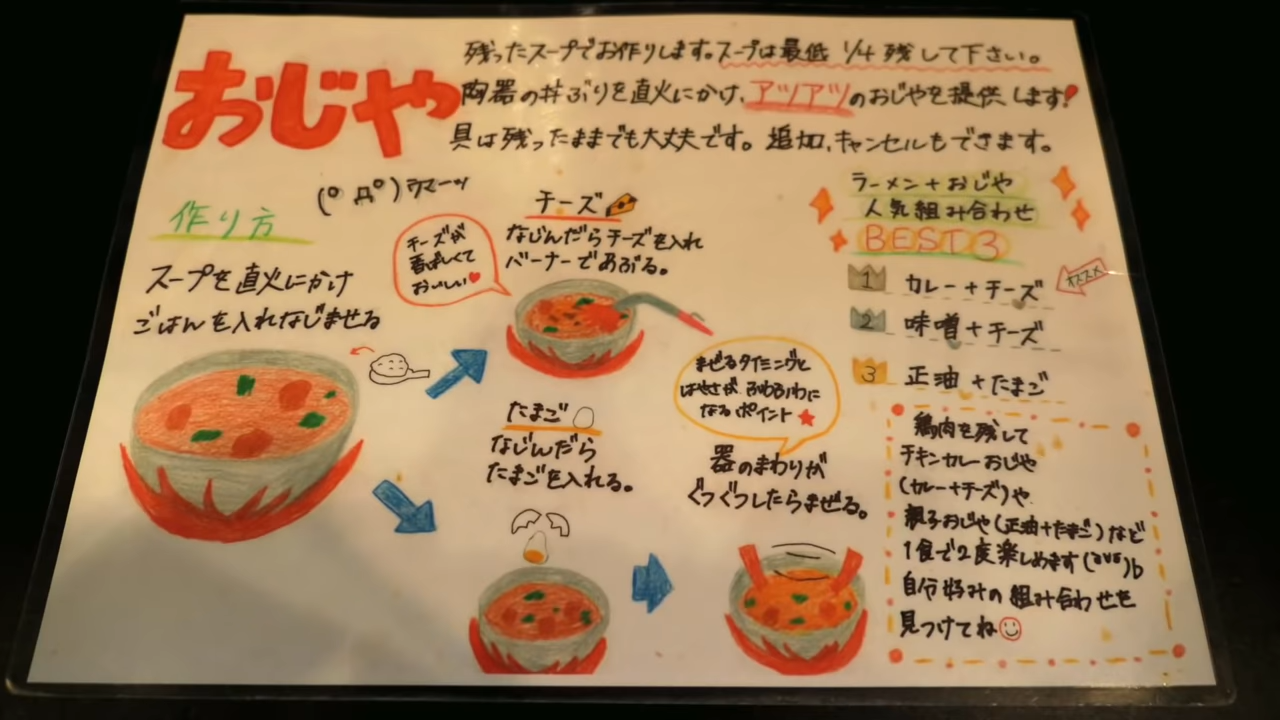 おじや
残ったスープでお作りします。スープは最低 1/4 残して下さい。
陶器の丼ぶりを直火にかけ、アツアツのおじやを提供します!
具は残ったままでも大丈夫です。追加、キャンセルもできます。
(゚Д゚)ウマーッ
作り方
スープを直火にかけ
ごはんを入れなじませる
チーズ
なじんだらチーズを入れ
バーナーであぶる。
チーズが
香ばしくて
おいしい♥
たまご
なじんだら
たまごを入れる。
まぜるタイミングと
はやさが ふわふわに
なるポイント★
器のまわりが
ぐつぐつしたらまぜる。
ラーメン+おじや
人気組み合わせ
BEST3
1 カレー+チーズ
オススメ
2 味噌+チーズ
3 正油+たまご
鶏肉を残して
チキンカレーおじや
(カレー+チーズ)や
親子おじや(正油+たまご)など
1食で2度楽しめます(๑´∀`๑)b
自分好みの組み合わせを
見つけてね☺